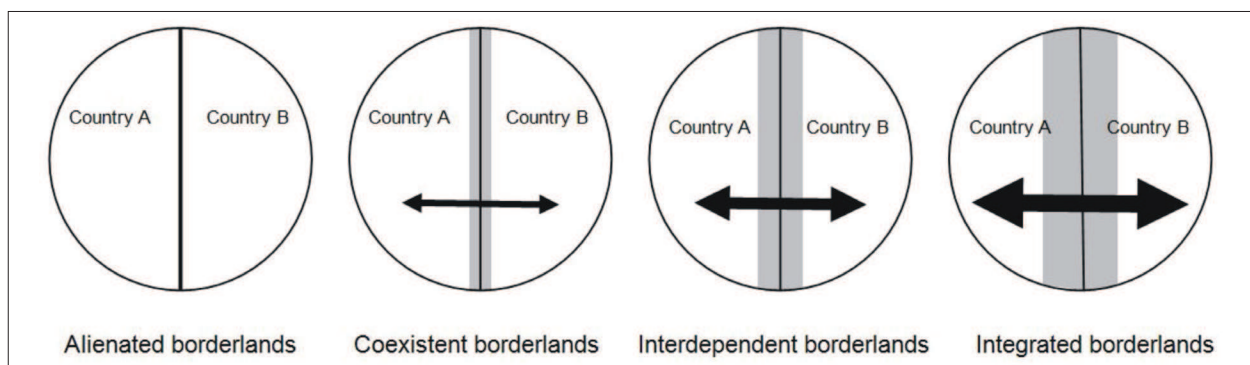 Country A
Country B
Country A
Country B
Country A
Country B
Country A
Country B
Alienated borderlands
Coexistent borderlands
Interdependent borderlands
Integrated borderlands